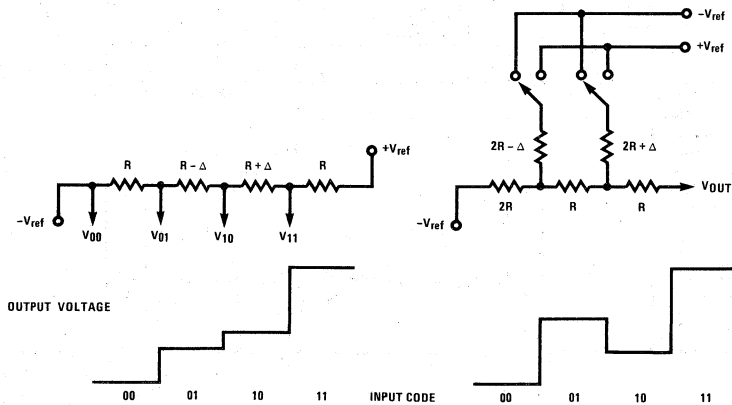 −Vref
+Vref
2R − Δ
2R + Δ
VOUT
2R
R
R
−Vref
+Vref
R
R − Δ
R + Δ
R
−Vref
V00
V01
V10
V11
OUTPUT VOLTAGE
00
01
10
11
INPUT CODE
00
01
10
11